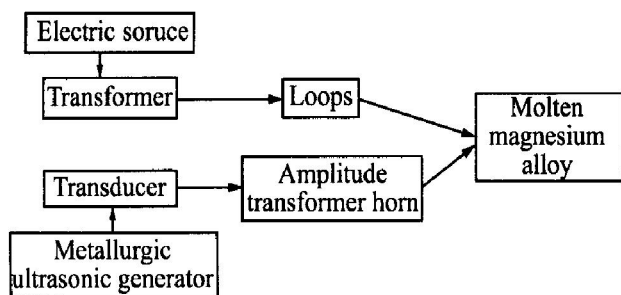 Electric soruce
Transformer
Loops
Molten
magnesium
alloy
Transducer
Amplitude
transformer horn
Metallurgic
ultrasonic generator